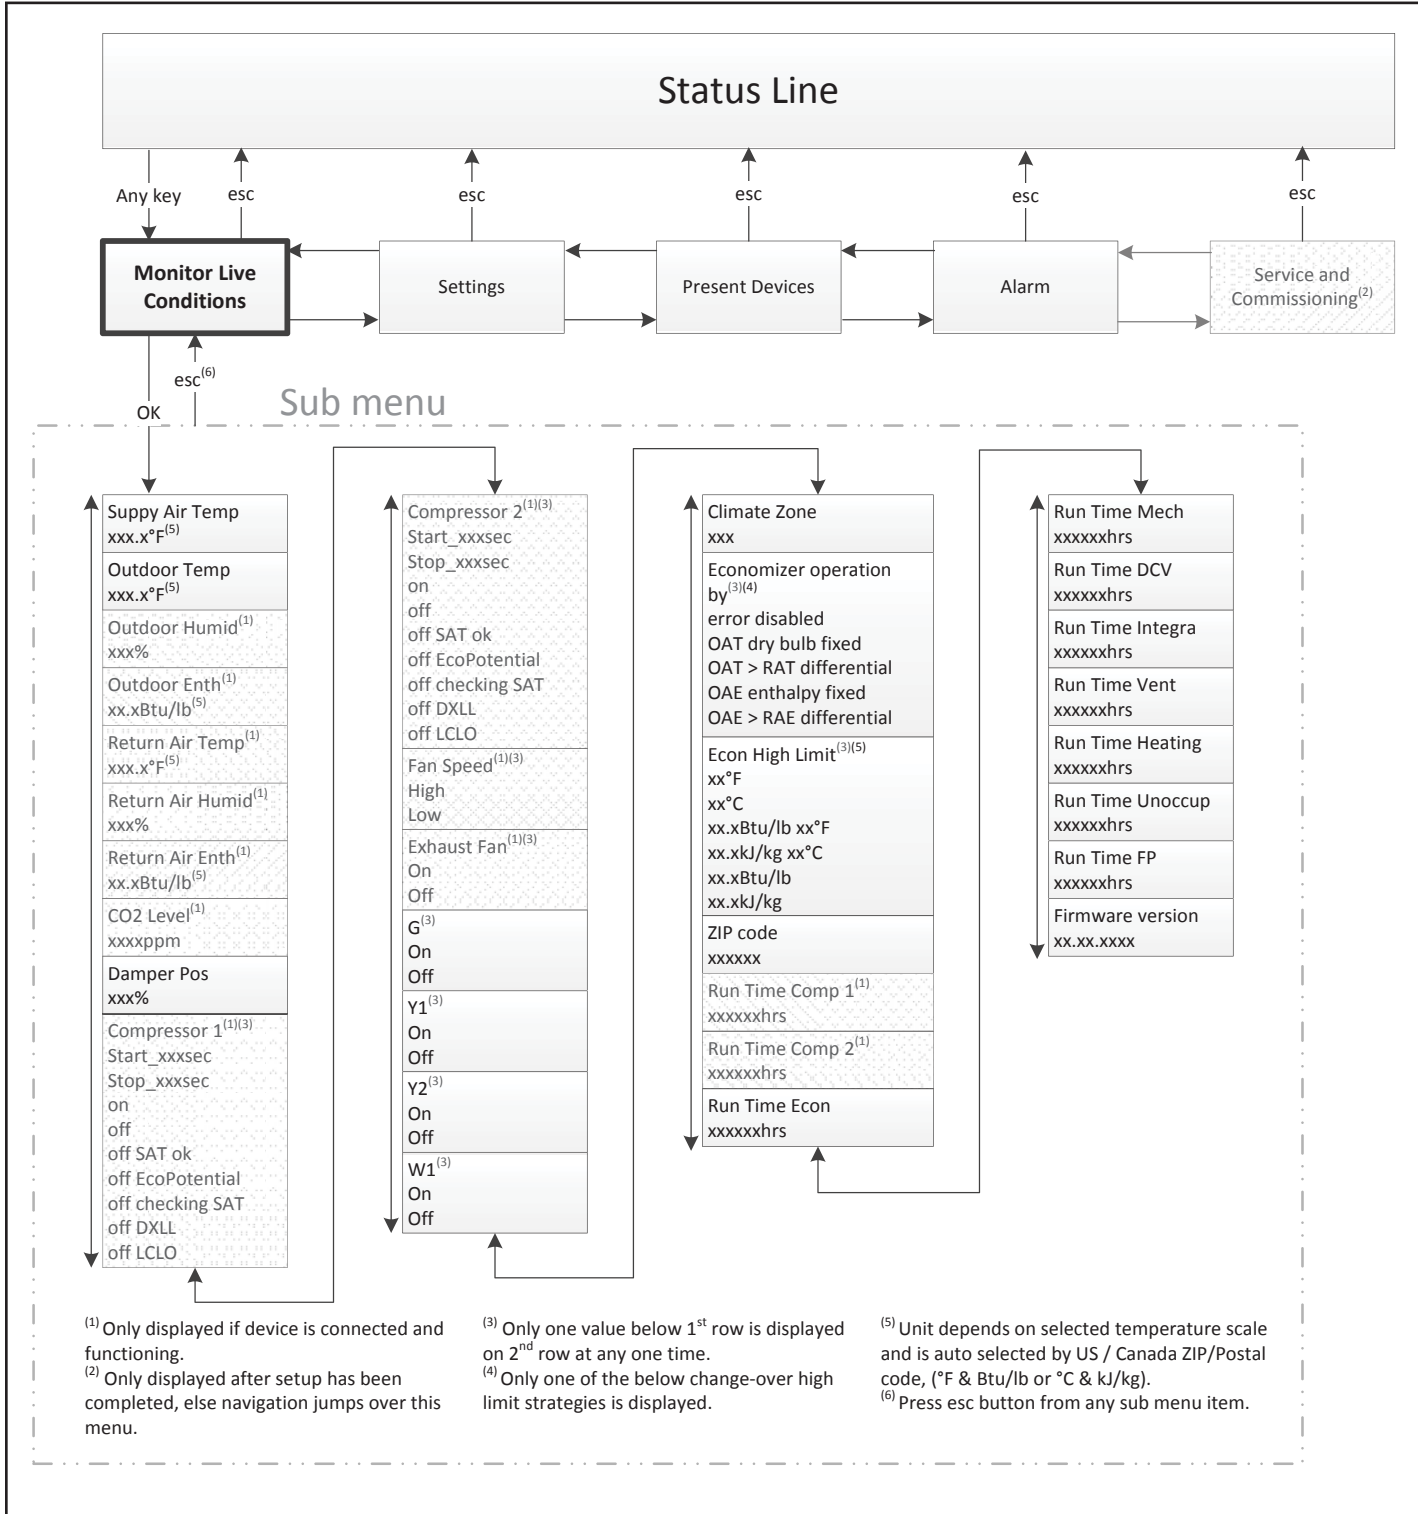 Status Line
Any key
esc
esc
esc
esc
esc
Monitor Live
Conditions
Settings
Present Devices
Alarm
Service and
Commissioning(2)
OK
esc(6)
Sub menu
Suppy Air Temp
xxx.x°F(5)
Outdoor Temp
xxx.x°F(5)
Outdoor Humid(1)
xxx%
Outdoor Enth(1)
xx.xBtu/lb(5)
Return Air Temp(1)
xxx.x°F(5)
Return Air Humid(1)
xxx%
Return Air Enth(1)
xx.xBtu/lb(5)
CO2 Level(1)
xxxxppm
Damper Pos
xxx%
Compressor 1(1)(3)
Start_xxxsec
Stop_xxxsec
on
off
off SAT ok
off EcoPotential
off checking SAT
off DXLL
off LCLO
Compressor 2(1)(3)
Start_xxxsec
Stop_xxxsec
on
off
off SAT ok
off EcoPotential
off checking SAT
off DXLL
off LCLO
Fan Speed(1)(3)
High
Low
Exhaust Fan(1)(3)
On
Off
G(3)
On
Off
Y1(3)
On
Off
Y2(3)
On
Off
W1(3)
On
Off
Climate Zone
xxx
Economizer operation
by(3)(4)
error disabled
OAT dry bulb fixed
OAT > RAT differential
OAE enthalpy fixed
OAE > RAE differential
Econ High Limit(3)(5)
xx°F
xx°C
xx.xBtu/lb xx°F
xx.xkJ/kg xx°C
xx.xBtu/lb
xx.xkJ/kg
ZIP code
xxxxxx
Run Time Comp 1(1)
xxxxxxhrs
Run Time Comp 2(1)
xxxxxxhrs
Run Time Econ
xxxxxxhrs
Run Time Mech
xxxxxxhrs
Run Time DCV
xxxxxxhrs
Run Time Integra
xxxxxxhrs
Run Time Vent
xxxxxxhrs
Run Time Heating
xxxxxxhrs
Run Time Unoccup
xxxxxxhrs
Run Time FP
xxxxxxhrs
Firmware version
xx.xx.xxxx
(1) Only displayed if device is connected and
functioning.
(2) Only displayed after setup has been
completed, else navigation jumps over this
menu.
(3) Only one value below 1st row is displayed
on 2nd row at any one time.
(4) Only one of the below change-over high
limit strategies is displayed.
(5) Unit depends on selected temperature scale
and is auto selected by US / Canada ZIP/Postal
code, (°F & Btu/lb or °C & kJ/kg).
(6) Press esc button from any sub menu item.